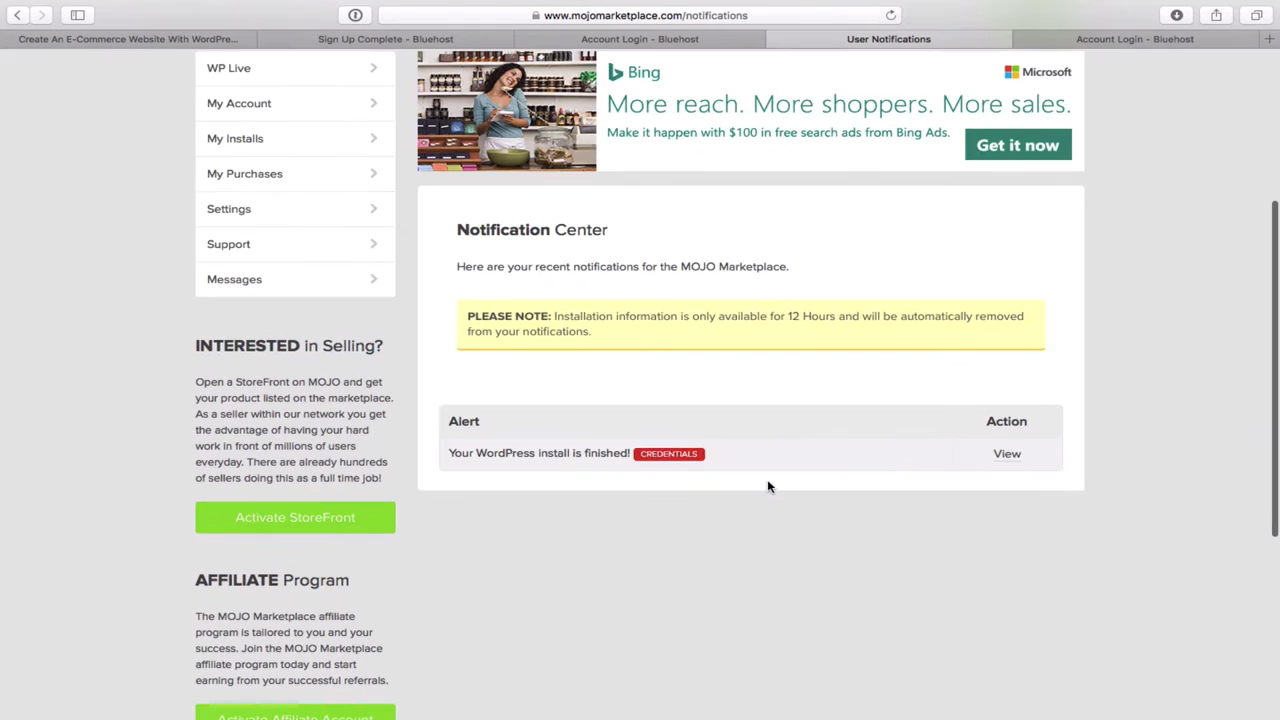 www.mojomarketplace.com/notifications
Create An E-Commerce Website With WordPre...
Sign Up Complete - Bluehost
Account Login - Bluehost
User Notifications
Account Login - Bluehost
WP Live
My Account
My Installs
My Purchases
Settings
Support
Messages
INTERESTED in Selling?
Open a StoreFront on MOJO and get
your product listed on the marketplace.
As a seller within our network you get
the advantage of having your hard
work in front of millions of users
everyday. There are already hundreds
of sellers doing this as a full time job!
Activate StoreFront
AFFILIATE Program
The MOJO Marketplace affiliate
program is tailored to you and your
success. Join the MOJO Marketplace
affiliate program today and start
earning from your successful referrals.
Activate Affiliate Account
Bing
Microsoft
More reach. More shoppers. More sales.
Make it happen with $100 in free search ads from Bing Ads.
Get it now
Notification Center
Here are your recent notifications for the MOJO Marketplace.
PLEASE NOTE: Installation information is only available for 12 Hours and will be automatically removed
from your notifications.
Alert
Action
Your WordPress install is finished! CREDENTIALS
View